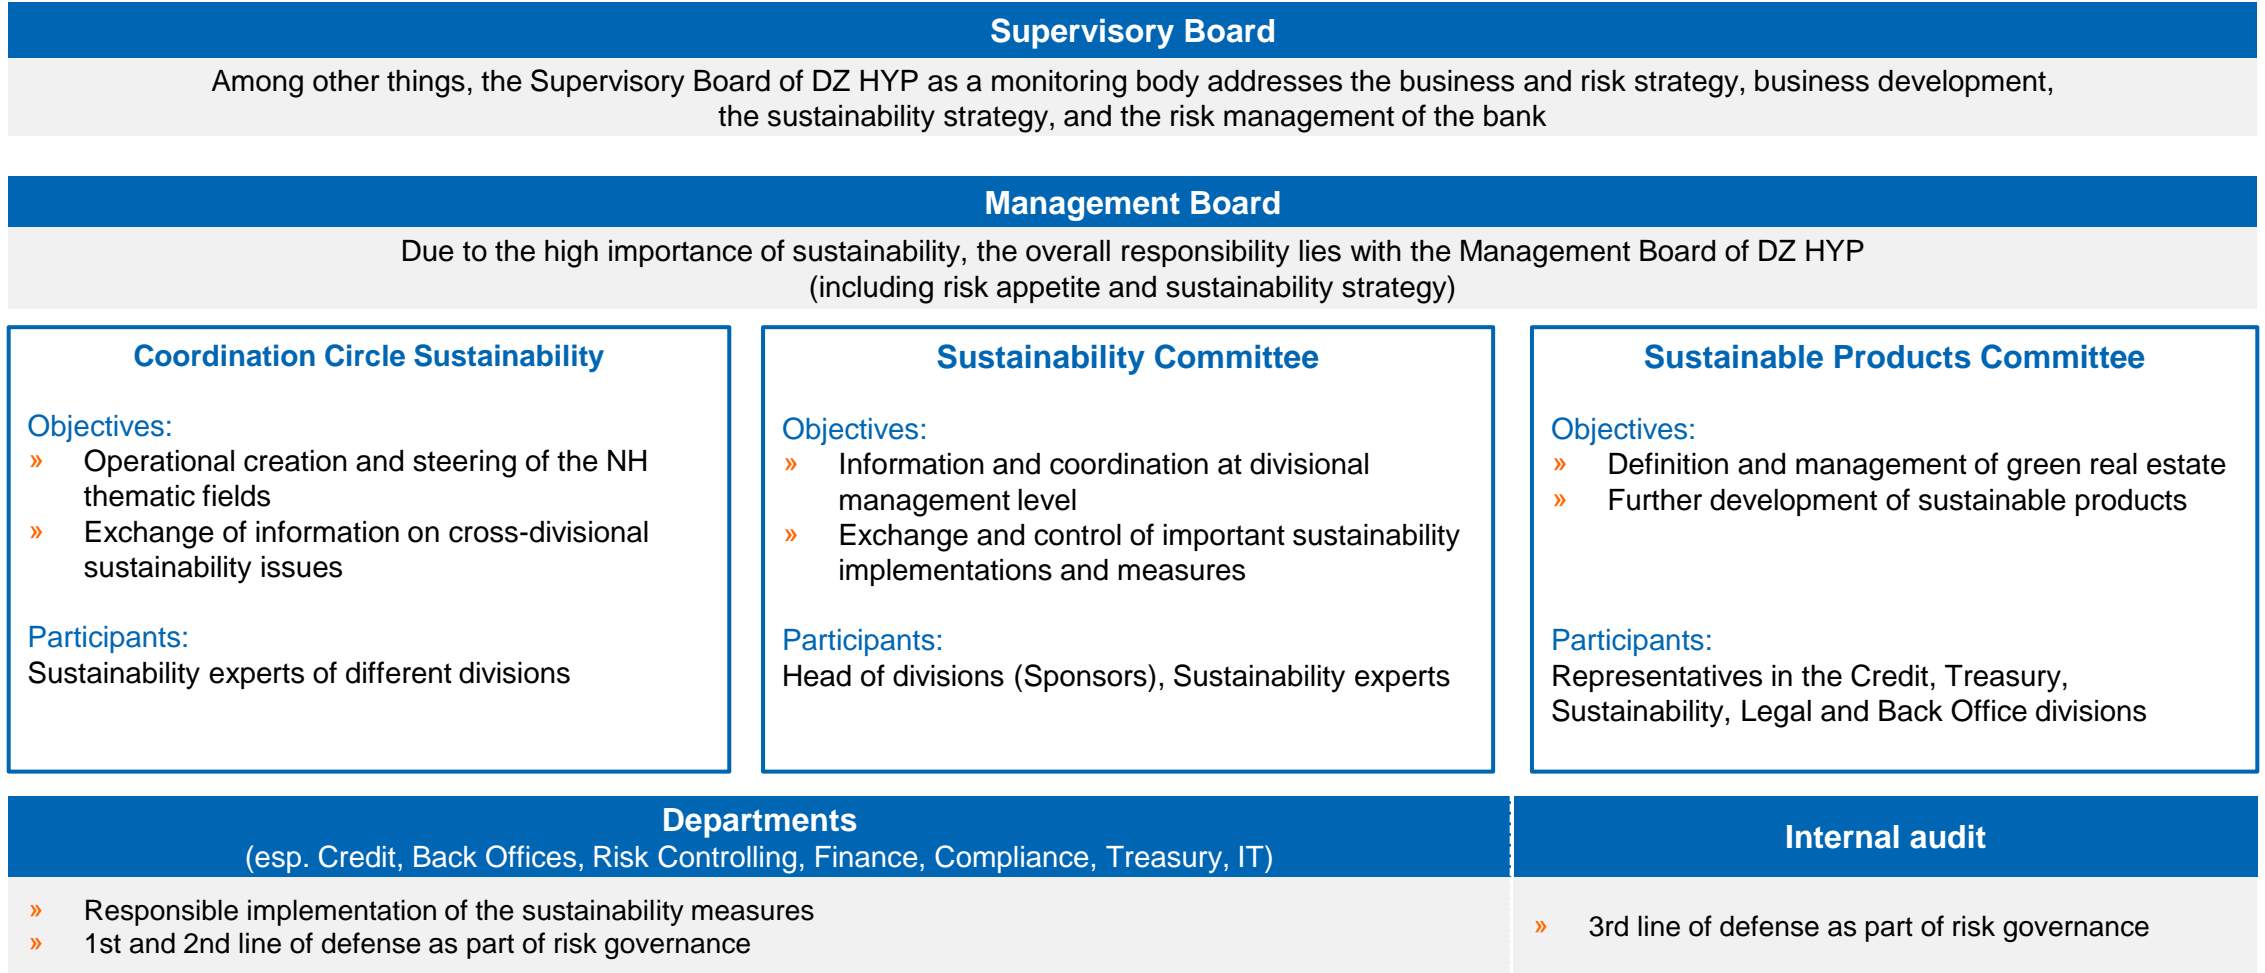 Supervisory Board
Among other things, the Supervisory Board of DZ HYP as a monitoring body addresses the business and risk strategy, business development,
the sustainability strategy, and the risk management of the bank
Management Board
Due to the high importance of sustainability, the overall responsibility lies with the Management Board of DZ HYP
(including risk appetite and sustainability strategy)
Coordination Circle Sustainability
Objectives:
» Operational creation and steering of the NH
thematic fields
» Exchange of information on cross-divisional
sustainability issues
Participants:
Sustainability experts of different divisions
Sustainability Committee
Objectives:
» Information and coordination at divisional
management level
» Exchange and control of important sustainability
implementations and measures
Participants:
Head of divisions (Sponsors), Sustainability experts
Sustainable Products Committee
Objectives:
» Definition and management of green real estate
» Further development of sustainable products
Participants:
Representatives in the Credit, Treasury,
Sustainability, Legal and Back Office divisions
Departments
(esp. Credit, Back Offices, Risk Controlling, Finance, Compliance, Treasury, IT)
» Responsible implementation of the sustainability measures
» 1st and 2nd line of defense as part of risk governance
Internal audit
» 3rd line of defense as part of risk governance